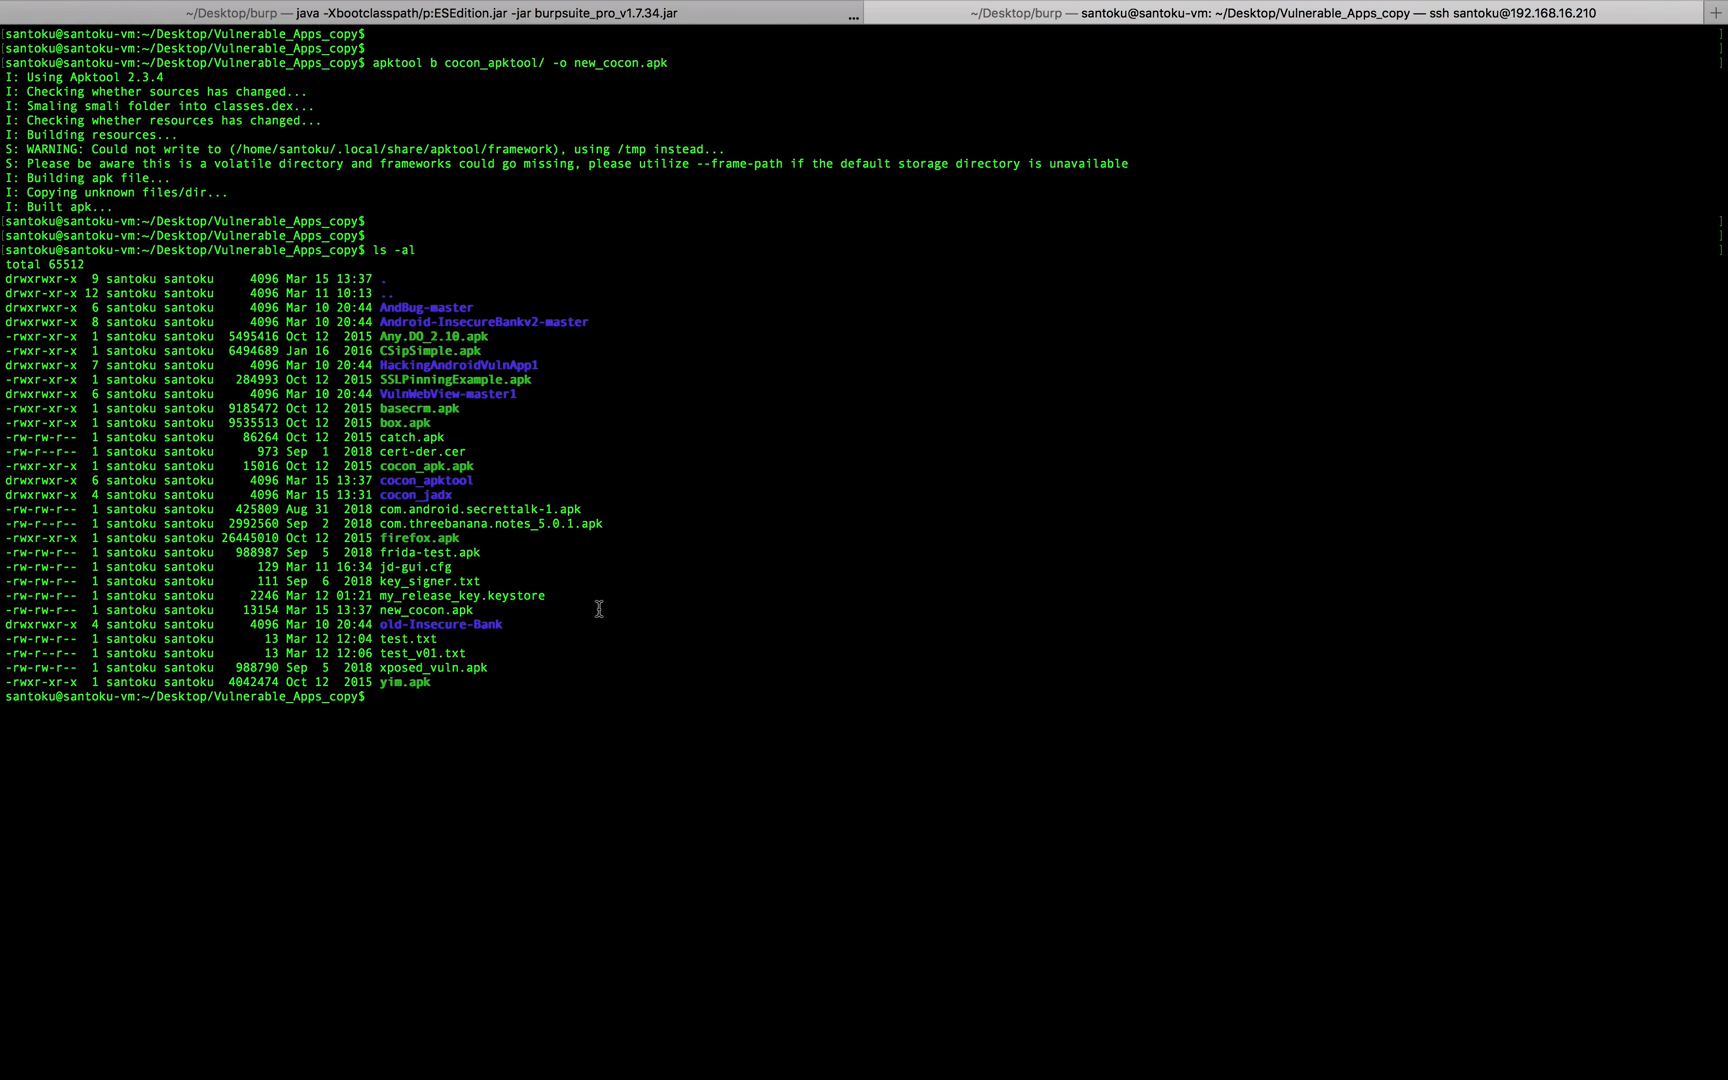 ~/Desktop/burp — java -Xbootclasspath/p:ESEdition.jar -jar burpsuite_pro_v1.7.34.jar ... ~/Desktop/burp — santoku@santoku-vm: ~/Desktop/Vulnerable_Apps_copy — ssh santoku@192.168.16.210 +
[santoku@santoku-vm:~/Desktop/Vulnerable_Apps_copy$ ]
[santoku@santoku-vm:~/Desktop/Vulnerable_Apps_copy$ ]
[santoku@santoku-vm:~/Desktop/Vulnerable_Apps_copy$ apktool b cocon_apktool/ -o new_cocon.apk ]
I: Using Apktool 2.3.4
I: Checking whether sources has changed...
I: Smaling smali folder into classes.dex...
I: Checking whether resources has changed...
I: Building resources...
S: WARNING: Could not write to (/home/santoku/.local/share/apktool/framework), using /tmp instead...
S: Please be aware this is a volatile directory and frameworks could go missing, please utilize --frame-path if the default storage directory is unavailable
I: Building apk file...
I: Copying unknown files/dir...
I: Built apk...
[santoku@santoku-vm:~/Desktop/Vulnerable_Apps_copy$ ]
[santoku@santoku-vm:~/Desktop/Vulnerable_Apps_copy$ ]
[santoku@santoku-vm:~/Desktop/Vulnerable_Apps_copy$ ls -al ]
total 65512
drwxrwxr-x  9 santoku santoku     4096 Mar 15 13:37 .
drwxr-xr-x 12 santoku santoku     4096 Mar 11 10:13 ..
drwxrwxr-x  6 santoku santoku     4096 Mar 10 20:44 AndBug-master
drwxrwxr-x  8 santoku santoku     4096 Mar 10 20:44 Android-InsecureBankv2-master
-rwxr-xr-x  1 santoku santoku  5495416 Oct 12  2015 Any.DO_2.10.apk
-rwxr-xr-x  1 santoku santoku  6494689 Jan 16  2016 CSipSimple.apk
drwxrwxr-x  7 santoku santoku     4096 Mar 10 20:44 HackingAndroidVulnApp1
-rwxr-xr-x  1 santoku santoku   284993 Oct 12  2015 SSLPinningExample.apk
drwxrwxr-x  6 santoku santoku     4096 Mar 10 20:44 VulnWebView-master1
-rwxr-xr-x  1 santoku santoku  9185472 Oct 12  2015 basecrm.apk
-rwxr-xr-x  1 santoku santoku  9535513 Oct 12  2015 box.apk
-rw-rw-r--  1 santoku santoku    86264 Oct 12  2015 catch.apk
-rw-r--r--  1 santoku santoku      973 Sep  1  2018 cert-der.cer
-rwxr-xr-x  1 santoku santoku    15016 Oct 12  2015 cocon_apk.apk
drwxrwxr-x  6 santoku santoku     4096 Mar 15 13:37 cocon_apktool
drwxrwxr-x  4 santoku santoku     4096 Mar 15 13:31 cocon_jadx
-rw-rw-r--  1 santoku santoku   425809 Aug 31  2018 com.android.secrettalk-1.apk
-rw-rw-r--  1 santoku santoku  2992560 Sep  2  2018 com.threebanana.notes_5.0.1.apk
-rwxr-xr-x  1 santoku santoku 26445010 Oct 12  2015 firefox.apk
-rw-rw-r--  1 santoku santoku   988987 Sep  5  2018 frida-test.apk
-rw-rw-r--  1 santoku santoku      129 Mar 11 16:34 jd-gui.cfg
-rw-rw-r--  1 santoku santoku      111 Sep  6  2018 key_signer.txt
-rw-rw-r--  1 santoku santoku     2246 Mar 12 01:21 my_release_key.keystore
-rw-rw-r--  1 santoku santoku    13154 Mar 15 13:37 new_cocon.apk
drwxrwxr-x  4 santoku santoku     4096 Mar 10 20:44 old-Insecure-Bank
-rw-rw-r--  1 santoku santoku       13 Mar 12 12:04 test.txt
-rw-rw-r--  1 santoku santoku       13 Mar 12 12:06 test_v01.txt
-rw-rw-r--  1 santoku santoku   988790 Sep  5  2018 xposed_vuln.apk
-rwxr-xr-x  1 santoku santoku  4042474 Oct 12  2015 yim.apk
santoku@santoku-vm:~/Desktop/Vulnerable_Apps_copy$